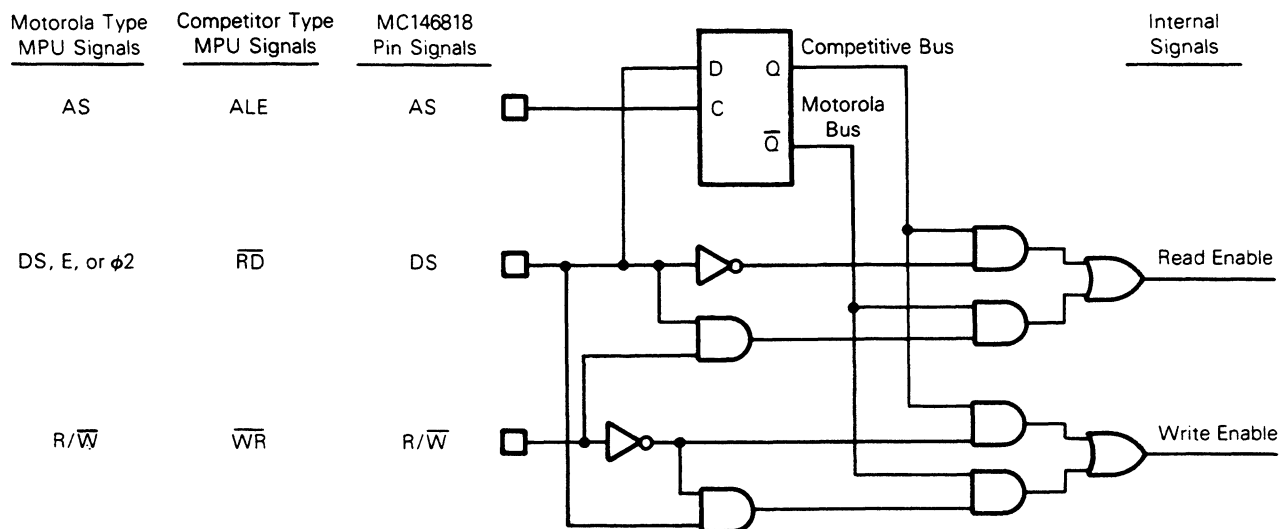 Motorola Type
MPU Signals
Competitor Type
MPU Signals
MC146818
Pin Signals
Internal
Signals
AS
ALE
AS
D
Q
C
Q̅
Competitive Bus
Motorola
Bus
DS, E, or ϕ2
R̅D̅
DS
Read Enable
R/W̅
W̅R̅
R/W̅
Write Enable